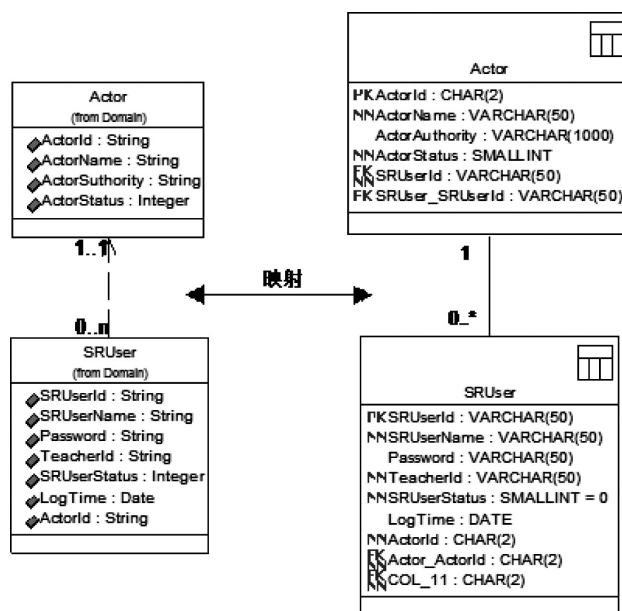 Actor
(from Domain)
ActorId : String
ActorName : String
ActorSuthority : String
ActorStatus : Integer
1..1
0..n
SRUser
(from Domain)
SRUserId : String
SRUserName : String
Password : String
TeacherId : String
SRUserStatus : Integer
LogTime : Date
ActorId : String
映射
Actor
PK ActorId : CHAR(2)
NN ActorName : VARCHAR(50)
ActorAuthority : VARCHAR(1000)
NN ActorStatus : SMALLINT
FK NN SRUserId : VARCHAR(50)
FK SRUser_SRUserId : VARCHAR(50)
1
0..*
SRUser
PK SRUserId : VARCHAR(50)
NN SRUserName : VARCHAR(50)
Password : VARCHAR(50)
NN TeacherId : VARCHAR(50)
NN SRUserStatus : SMALLINT = 0
LogTime : DATE
NN ActorId : CHAR(2)
FK Actor_ActorId : CHAR(2)
FK COL_11 : CHAR(2)